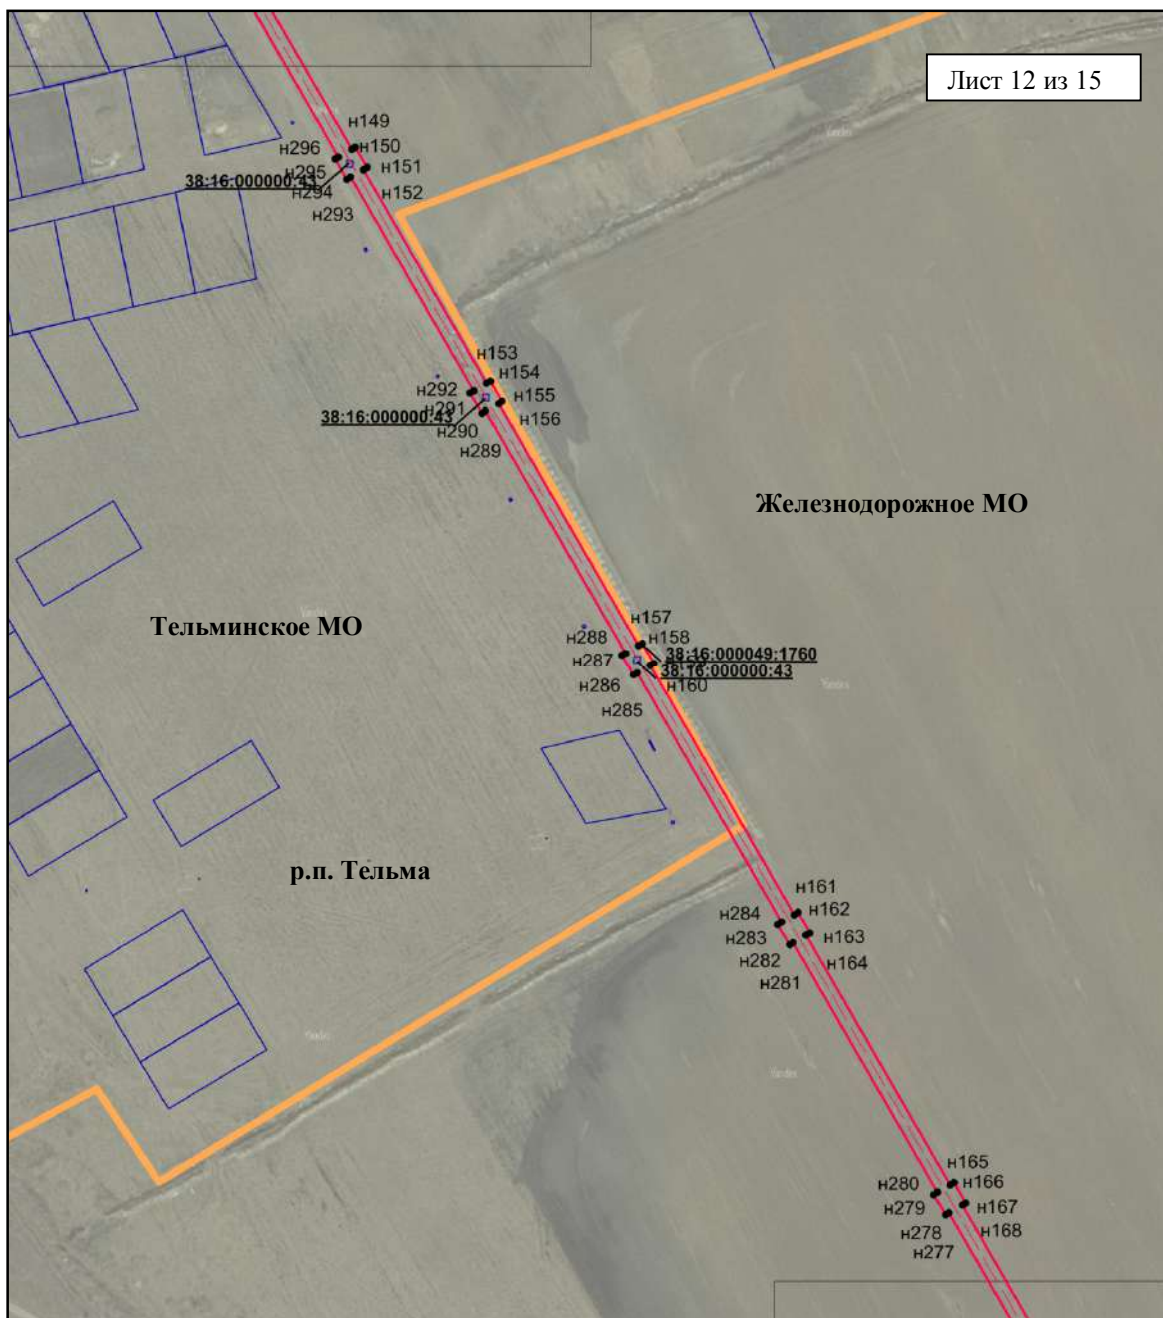 Лист 12 из 15
н149
н150
н296
н151
н295
38:16:000000:43
н294
н152
н293
н153
н154
н292
н155
н291
38:16:000000:43
н156
н290
н289
Железнодорожное МО
Тельминское МО
н157
н288
н158
38:16:000049:1760
н287
38:16:000000:43
н286
н160
н285
р.п. Тельма
н161
н284
н162
н283
н163
н282
н164
н281
н165
н280
н166
н279
н167
н278
н168
н277
Yandex